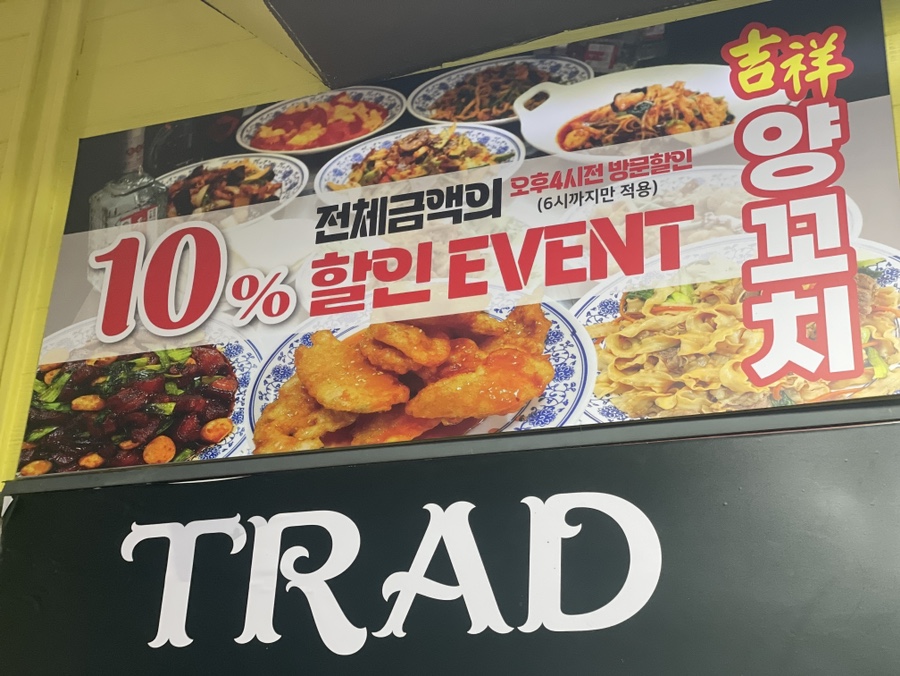 吉祥
양꼬치
오후4시전 방문할인
(6시까지만 적용)
전체금액의
10% 할인 EVENT
TRAD